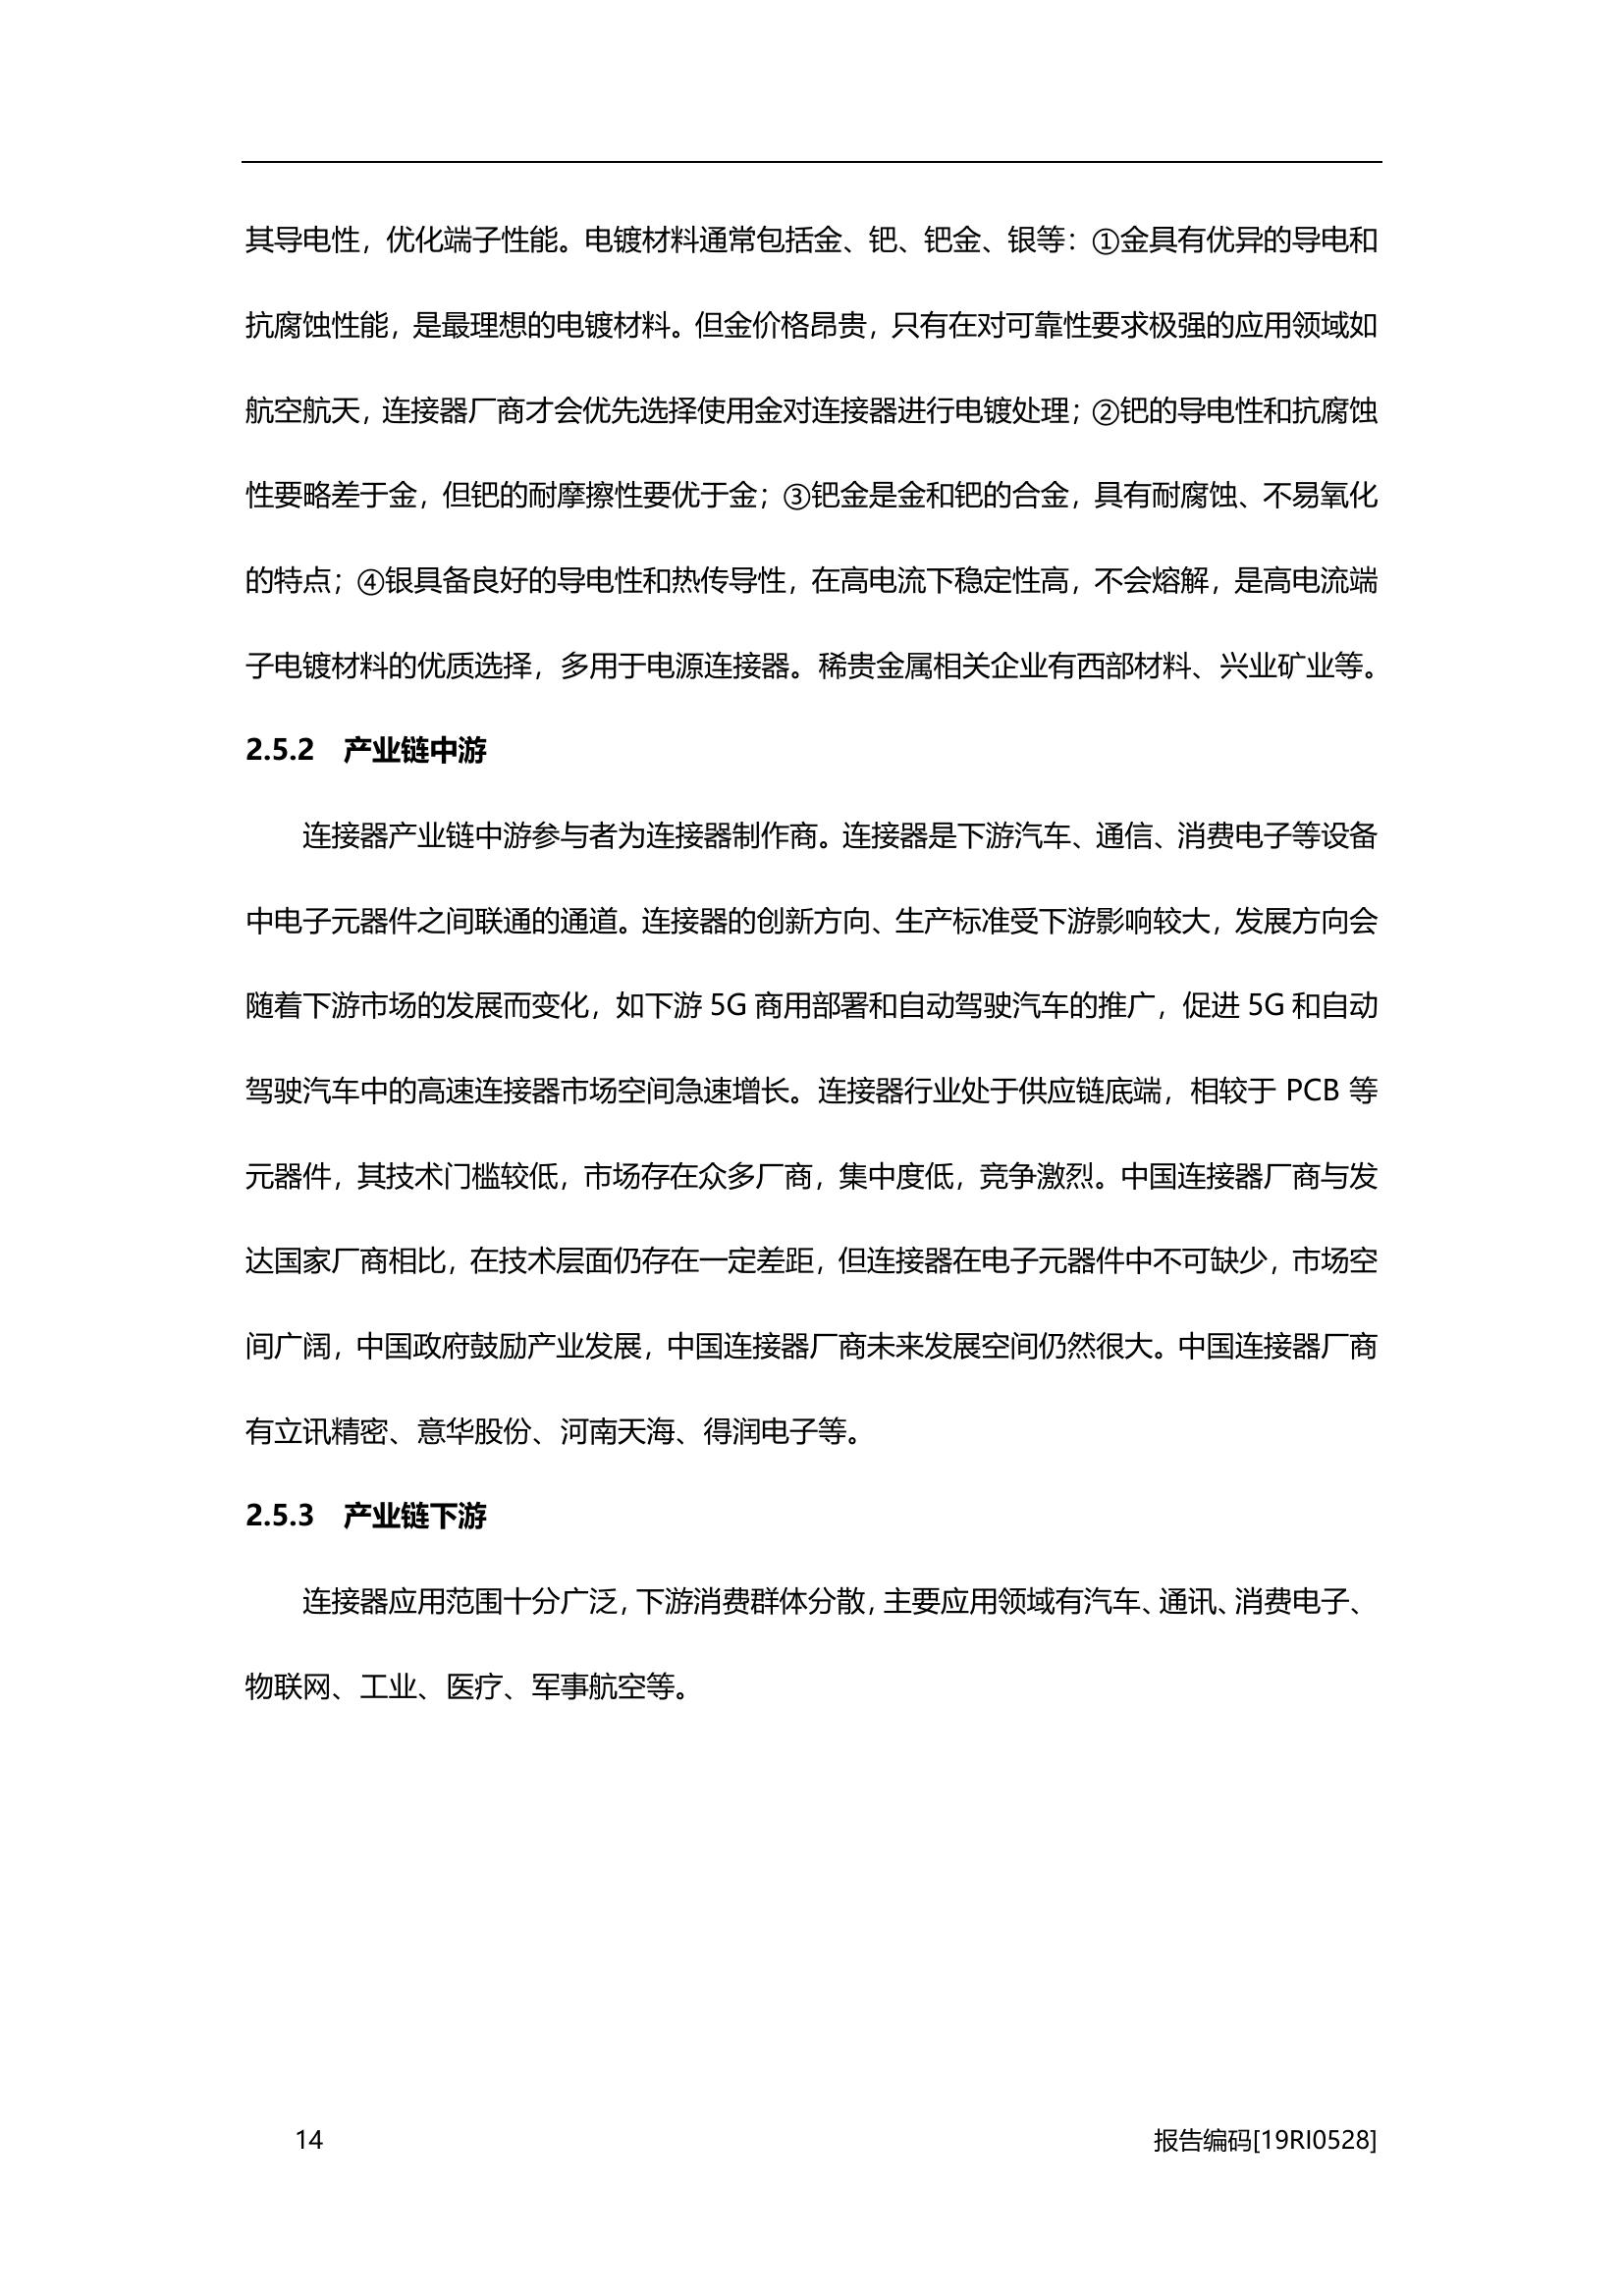 其导电性，优化端子性能。电镀材料通常包括金、钯、钯金、银等：①金具有优异的导电和
抗腐蚀性能，是最理想的电镀材料。但金价格昂贵，只有在对可靠性要求极强的应用领域如
航空航天，连接器厂商才会优先选择使用金对连接器进行电镀处理；②钯的导电性和抗腐蚀
性要略差于金，但钯的耐摩擦性要优于金；③钯金是金和钯的合金，具有耐腐蚀、不易氧化
的特点；④银具备良好的导电性和热传导性，在高电流下稳定性高，不会熔解，是高电流端
子电镀材料的优质选择，多用于电源连接器。稀贵金属相关企业有西部材料、兴业矿业等。
2.5.2 产业链中游
连接器产业链中游参与者为连接器制作商。连接器是下游汽车、通信、消费电子等设备
中电子元器件之间联通的通道。连接器的创新方向、生产标准受下游影响较大，发展方向会
随着下游市场的发展而变化，如下游 5G 商用部署和自动驾驶汽车的推广，促进 5G 和自动
驾驶汽车中的高速连接器市场空间急速增长。连接器行业处于供应链底端，相较于 PCB 等
元器件，其技术门槛较低，市场存在众多厂商，集中度低，竞争激烈。中国连接器厂商与发
达国家厂商相比，在技术层面仍存在一定差距，但连接器在电子元器件中不可缺少，市场空
间广阔，中国政府鼓励产业发展，中国连接器厂商未来发展空间仍然很大。中国连接器厂商
有立讯精密、意华股份、河南天海、得润电子等。
2.5.3 产业链下游
连接器应用范围十分广泛，下游消费群体分散，主要应用领域有汽车、通讯、消费电子、
物联网、工业、医疗、军事航空等。
14 报告编码[19RI0528]